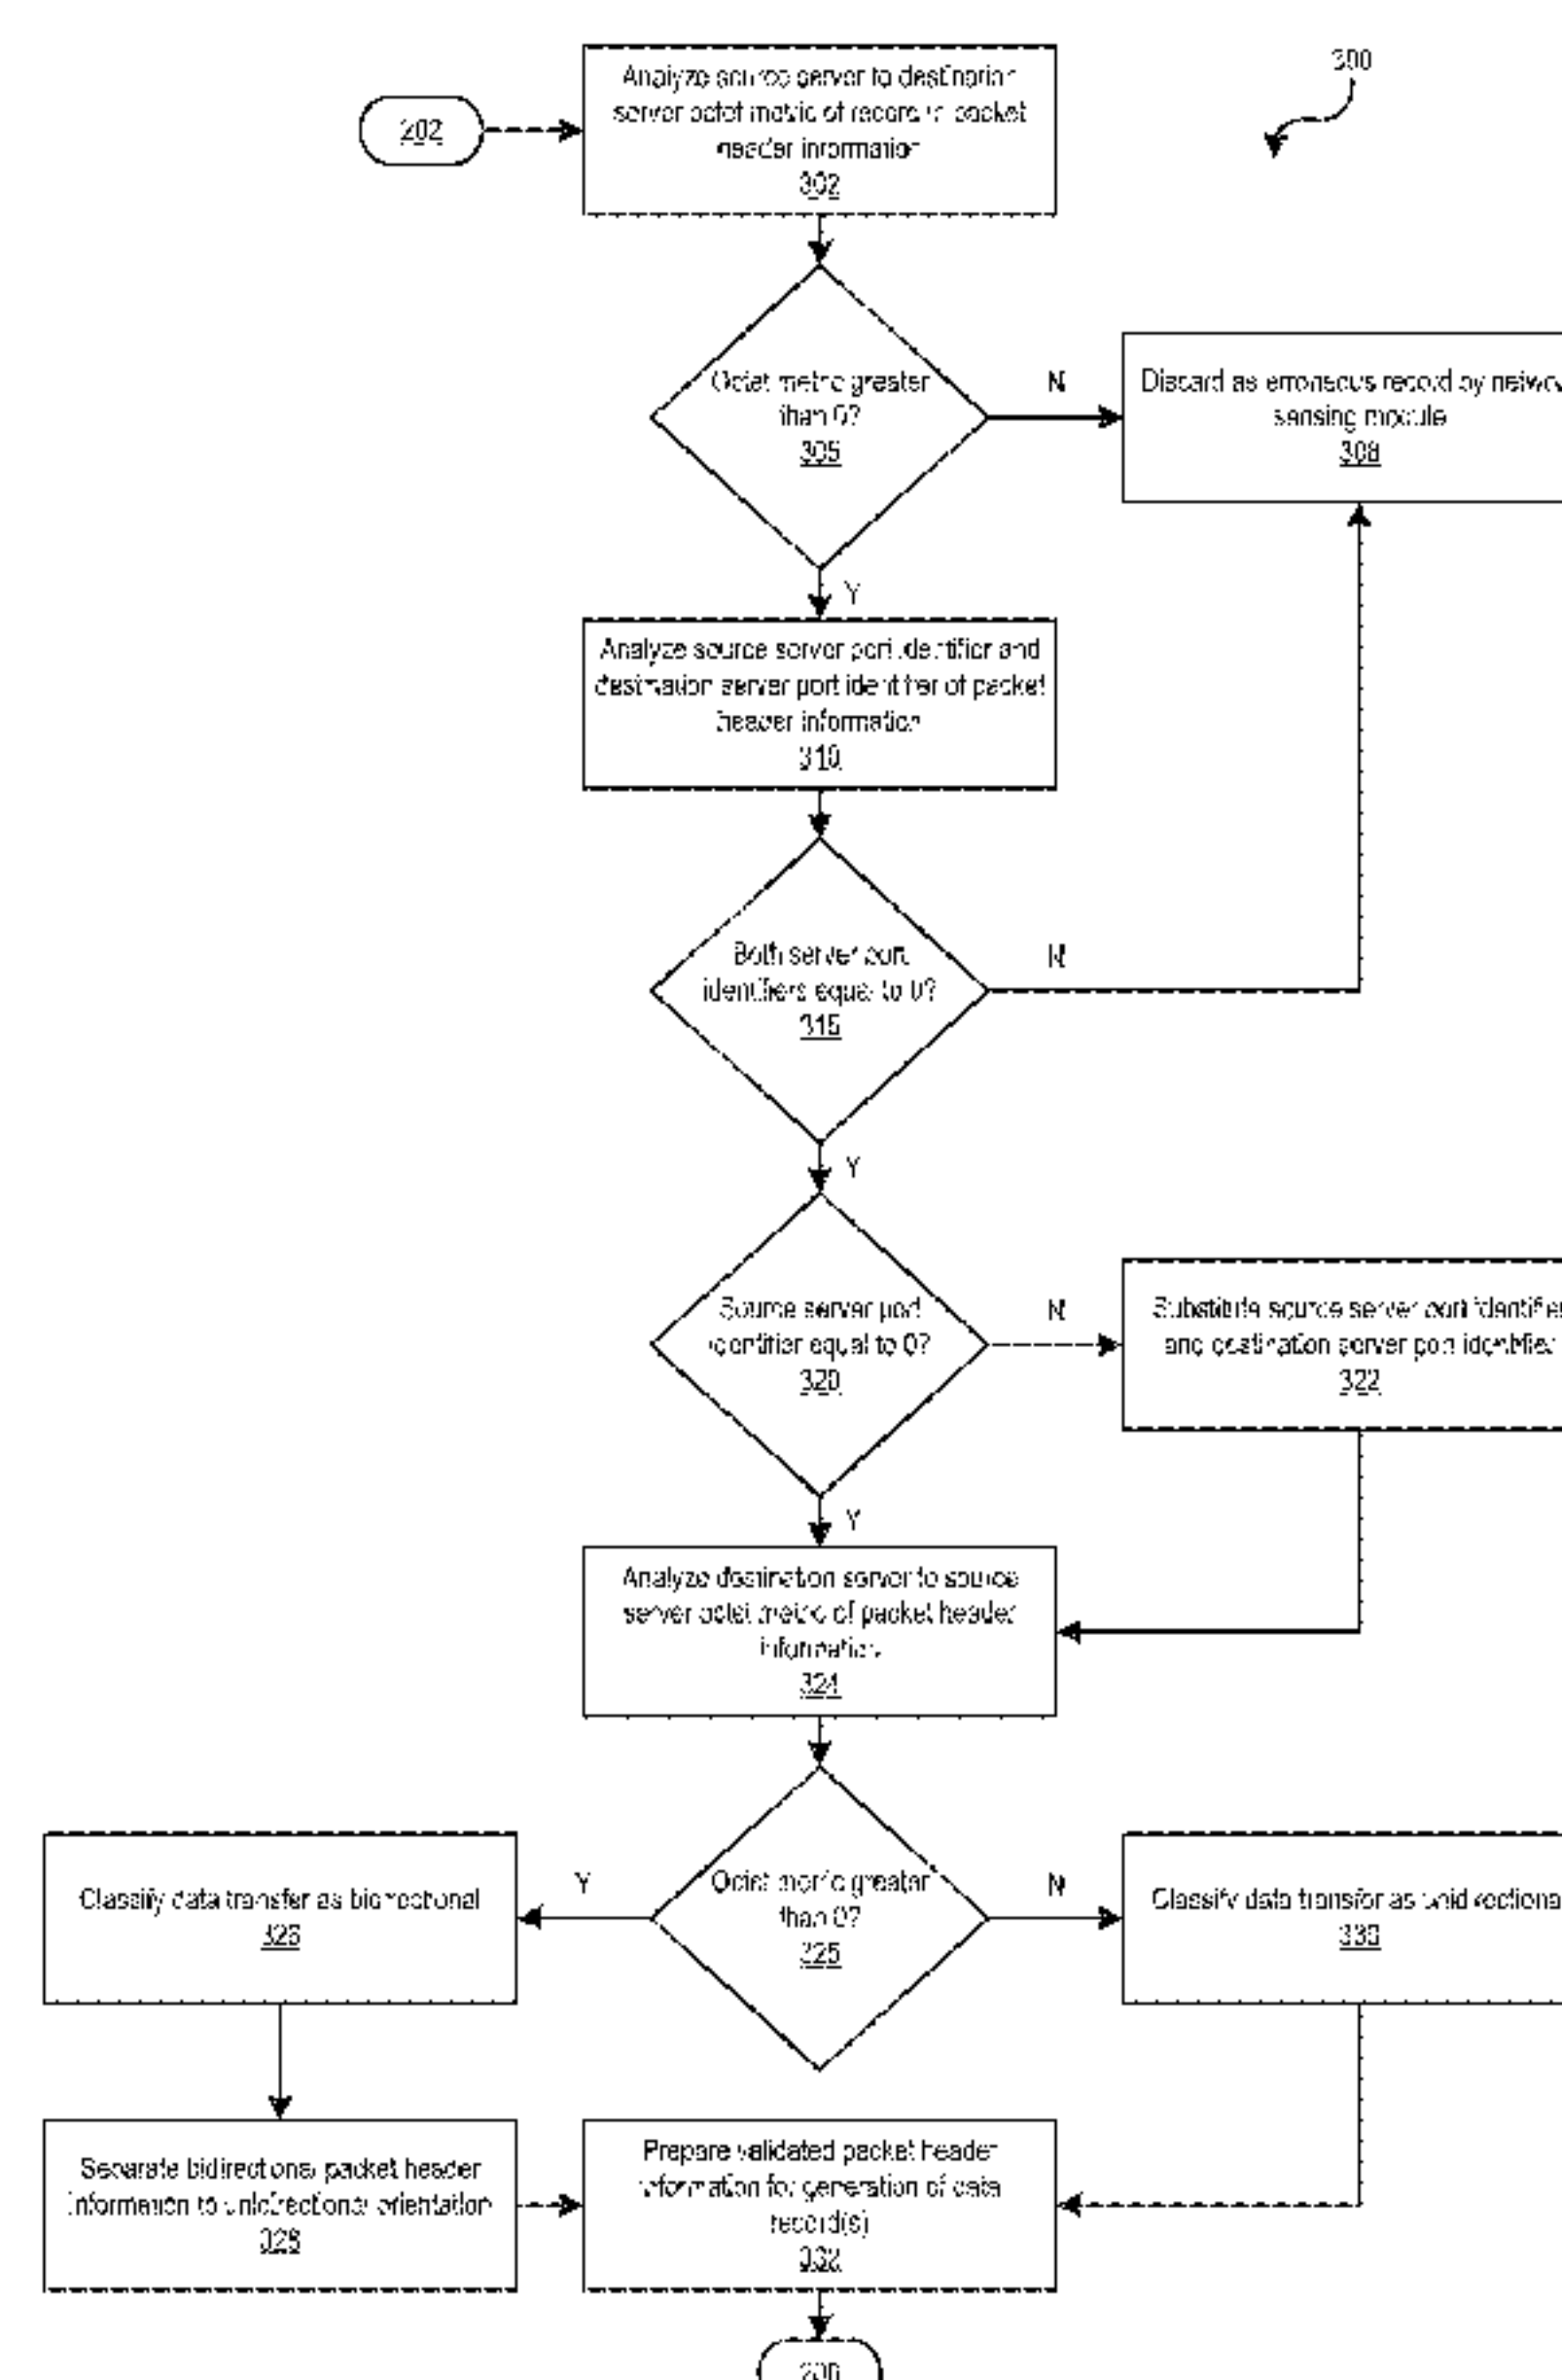 300
202
Analyze source server to destination
server octet metric of record in packet
header information
302
Octet metric greater
than 0?
305
N
Discard as erroneous record by netwo
sensing module
308
Y
Analyze source server port identifier and
destination server port identifier of packet
header information
310
Both server port
identifiers equal to 0?
315
N
Y
Source server port
identifier equal to 0?
320
N
Substitute source server port identifier
and destination server port identifier
322
Y
Analyze destination server to source
server octet metric of packet header
information
324
Classify data transfer as bidirectional
326
Y
Octet metric greater
than 0?
325
N
Classify data transfer as unidirectiona
330
Separate bidirectional packet header
information to unidirectional orientation
328
Prepare validated packet header
information for generation of data
record(s)
332